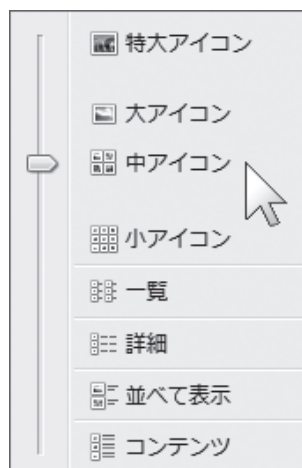 特大アイコン
大アイコン
中アイコン
小アイコン
一覧
詳細
並べて表示
コンテンツ